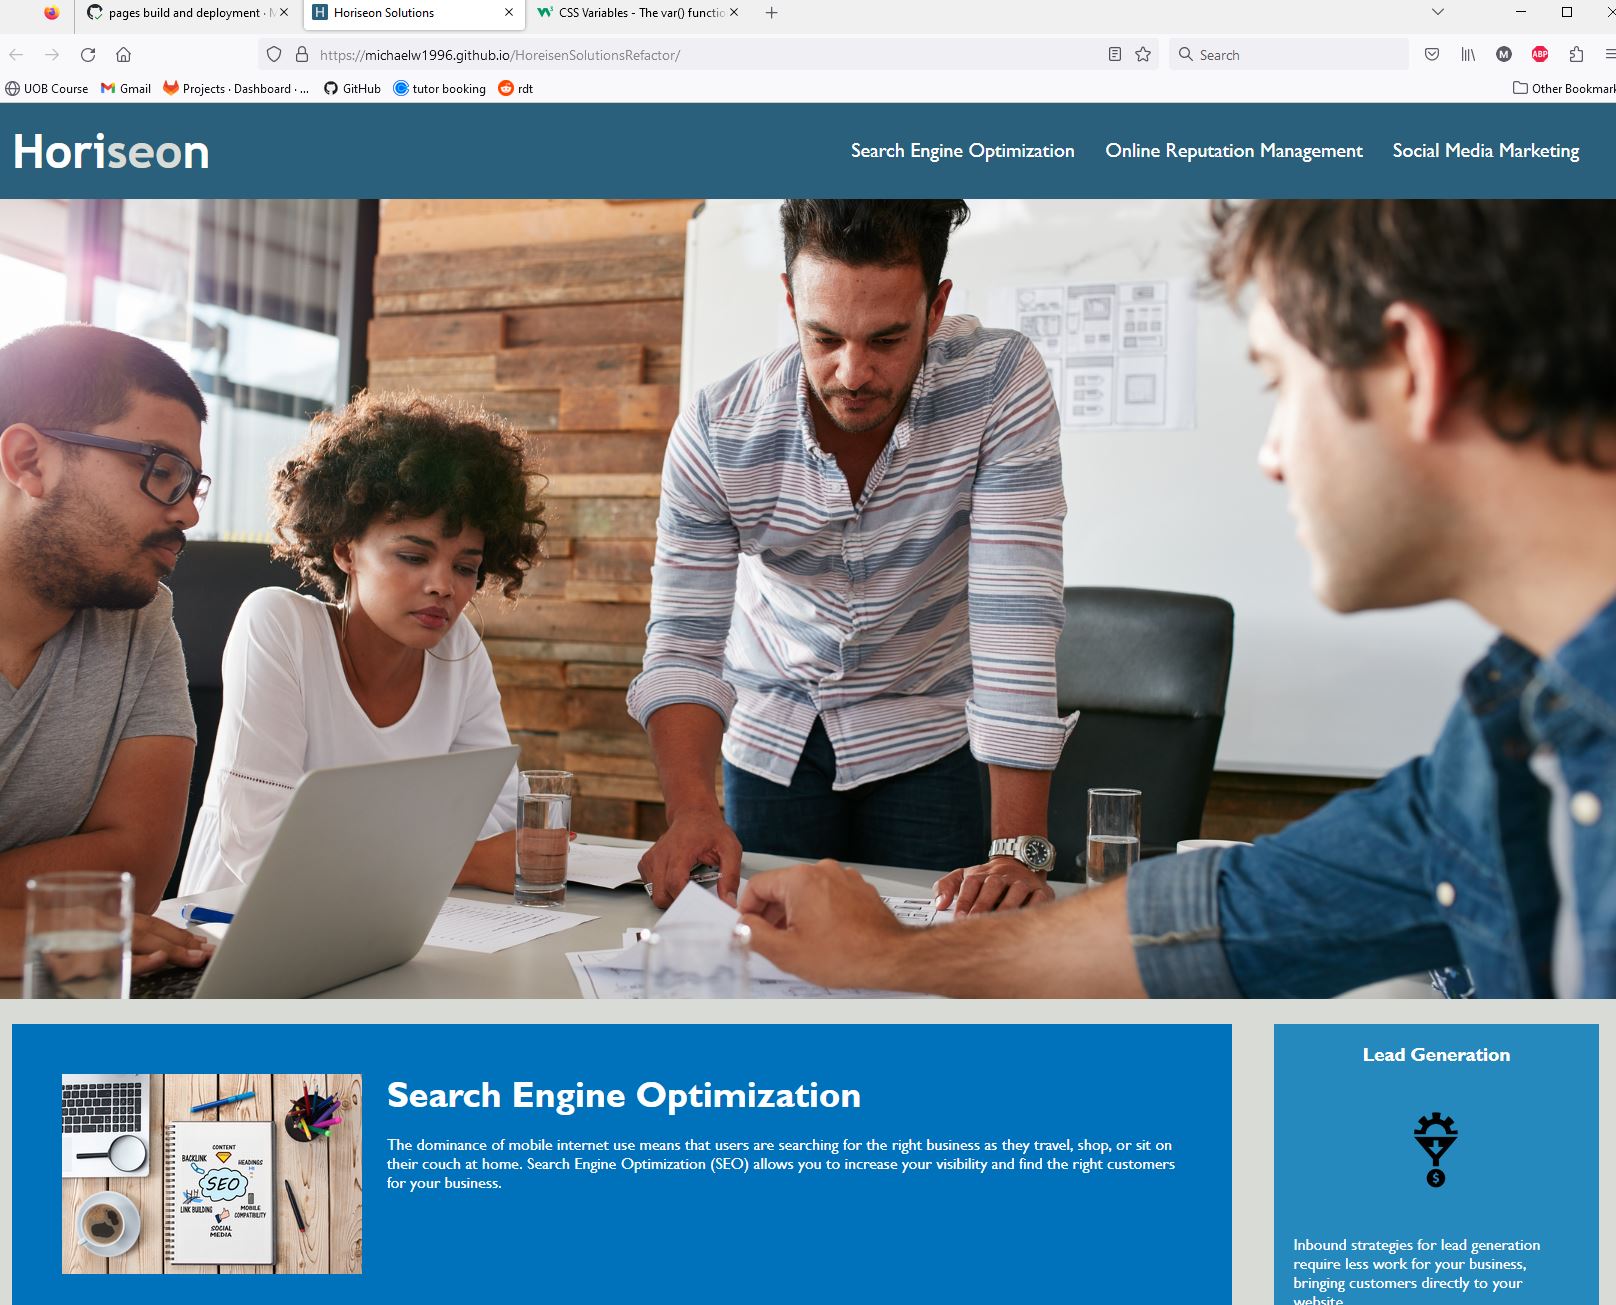 pages build and deployment ·
Horiseon Solutions
CSS Variables - The var() functio
https://michaelw1996.github.io/HoreisenSolutionsRefactor/
Search
M
ABP
UOB Course
Gmail
Projects · Dashboard · ...
GitHub
tutor booking
rdt
Other Bookmark
Horiseon
Search Engine Optimization
Online Reputation Management
Social Media Marketing
CONTENT
BACKLINK
HEADINGS
SEO
LINK BUILDING
MOBILE
COMPATIBILITY
SOCIAL
MEDIA
Search Engine Optimization
The dominance of mobile internet use means that users are searching for the right business as they travel, shop, or sit on
their couch at home. Search Engine Optimization (SEO) allows you to increase your visibility and find the right customers
for your business.
Lead Generation
$
Inbound strategies for lead generation
require less work for your business,
bringing customers directly to your
website